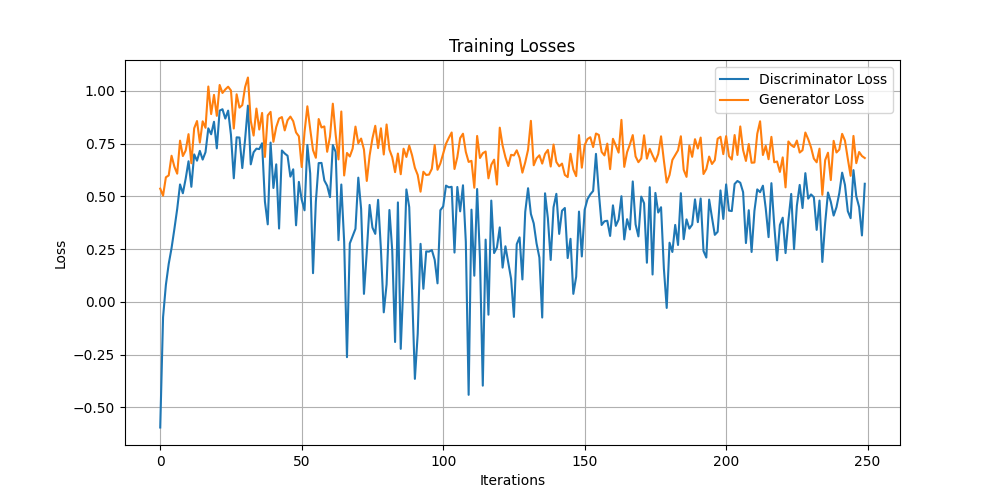 Training Losses
Discriminator Loss
Generator Loss
1.00
0.75
0.50
0.25
0.00
−0.25
−0.50
Loss
0
50
100
150
200
250
Iterations